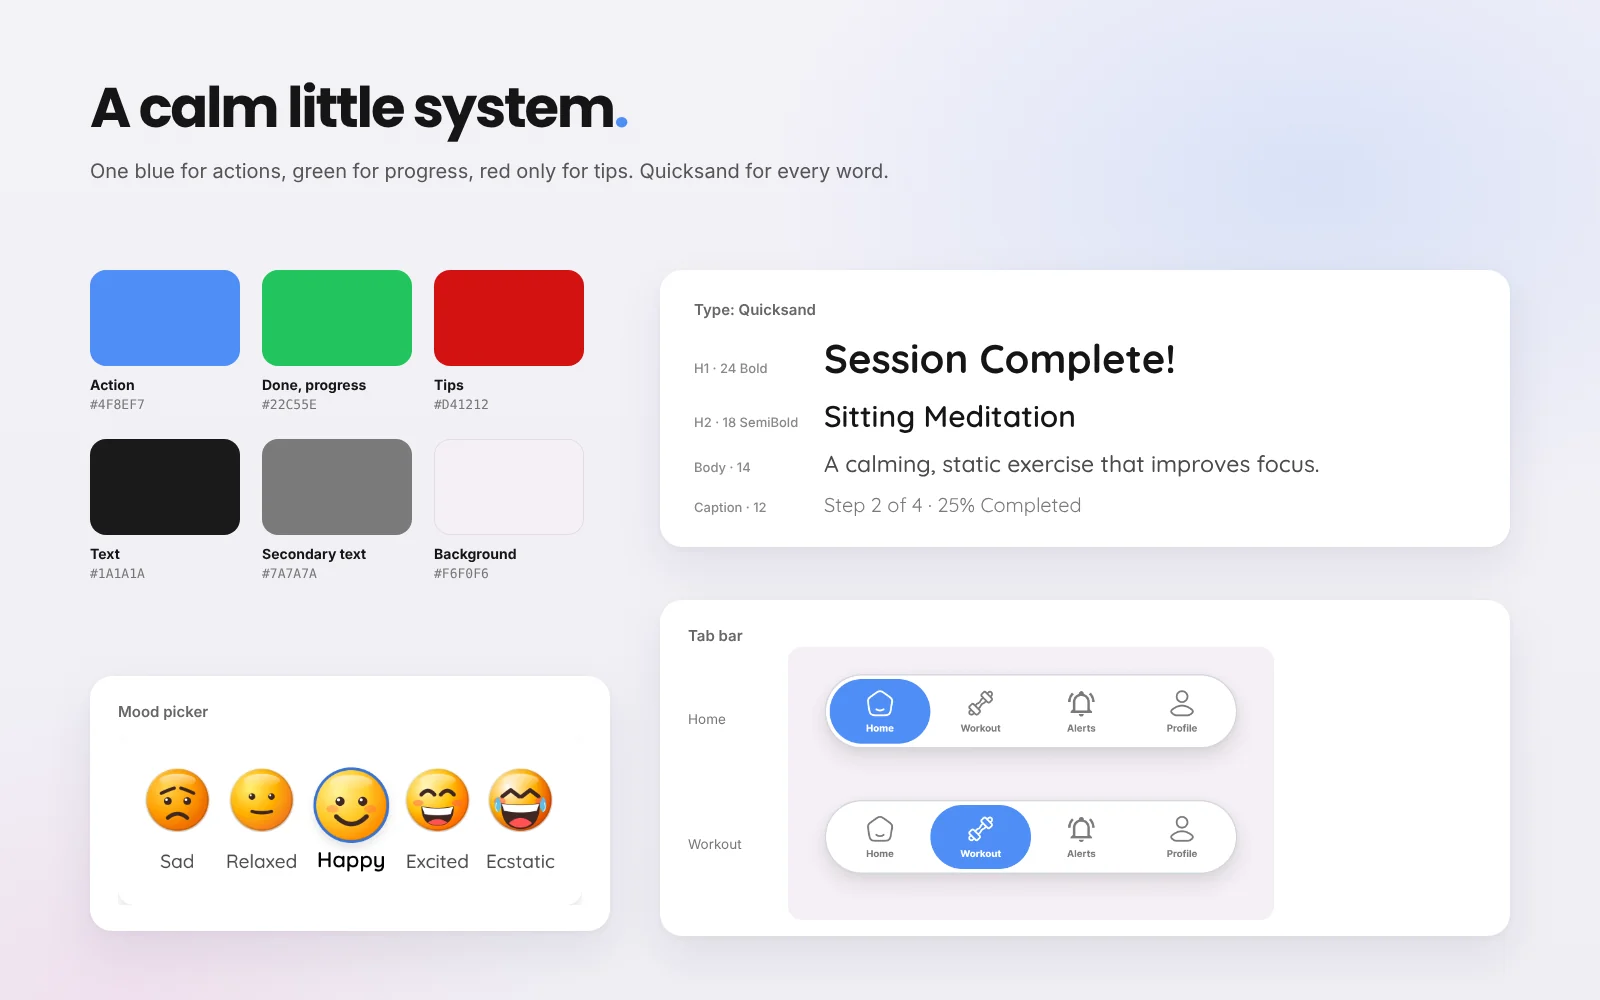 A calm little system.
One blue for actions, green for progress, red only for tips. Quicksand for every word.
Action
#4F8EF7
Done, progress
#22C55E
Tips
#D41212
Text
#1A1A1A
Secondary text
#7A7A7A
Background
#F6F0F6
Mood picker
Sad
Relaxed
Happy
Excited
Ecstatic
Type: Quicksand
H1 · 24 Bold
Session Complete!
H2 · 18 SemiBold
Sitting Meditation
Body · 14
A calming, static exercise that improves focus.
Caption · 12
Step 2 of 4 · 25% Completed
Tab bar
Home
Home
Workout
Alerts
Profile
Workout
Home
Workout
Alerts
Profile